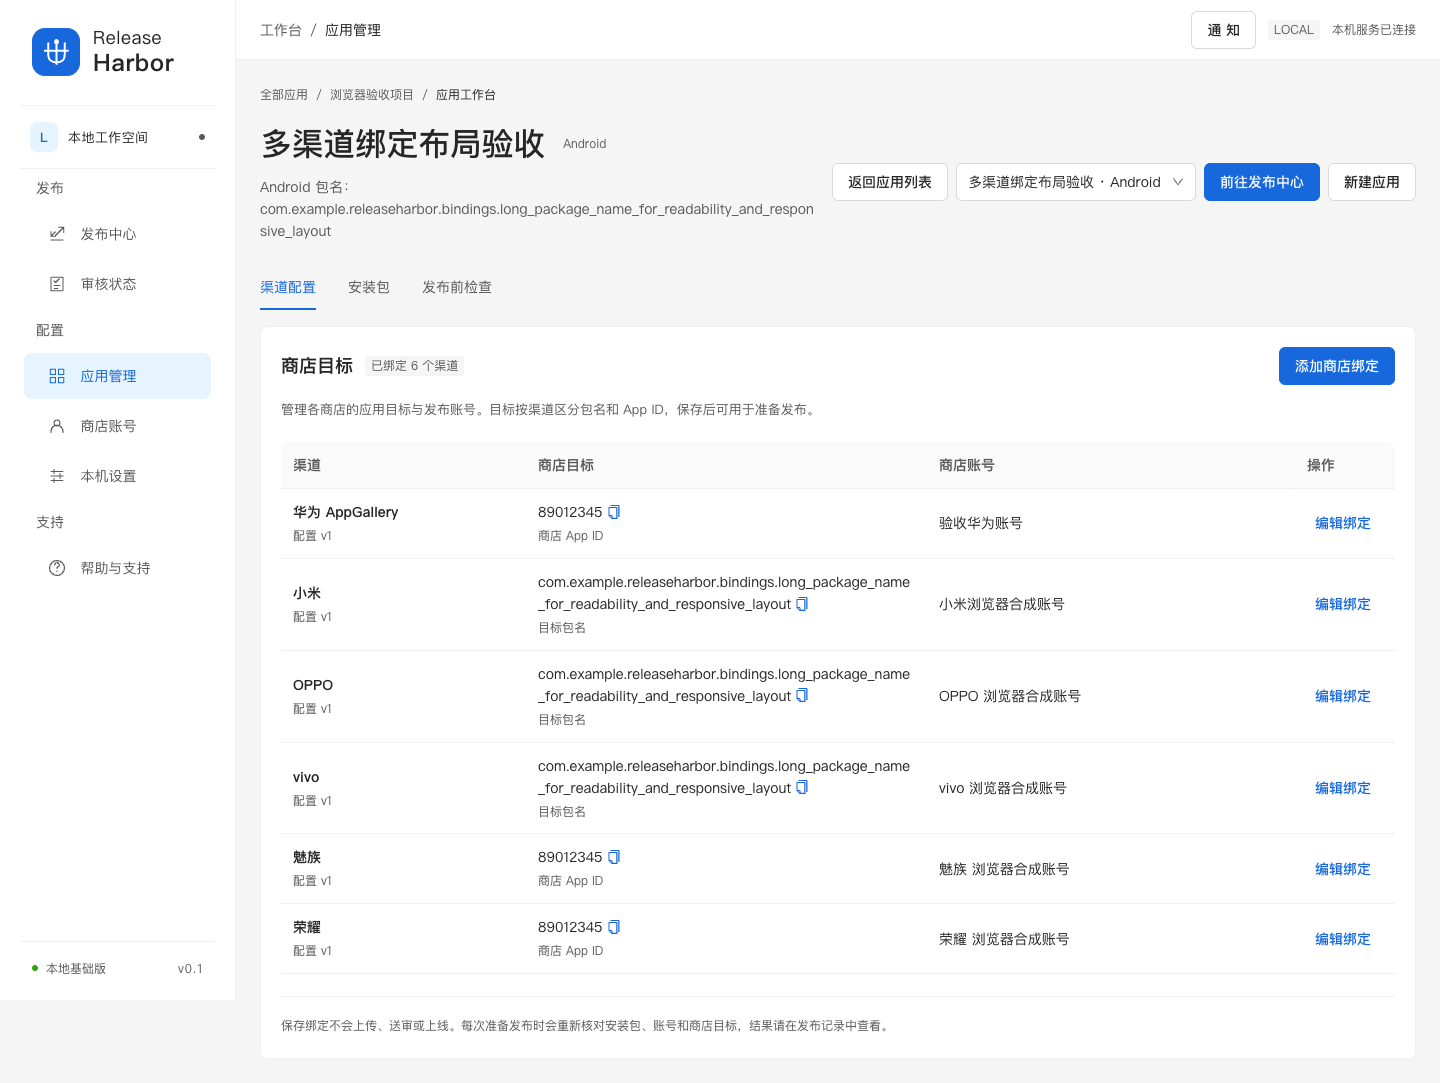 Release
Harbor
L 本地工作空间
发布
发布中心
审核状态
配置
应用管理
商店账号
本机设置
支持
帮助与支持
本地基础版 v0.1
工作台 / 应用管理
通 知 LOCAL 本机服务已连接
全部应用 / 浏览器验收项目 / 应用工作台
多渠道绑定布局验收 Android
Android 包名：
com.example.releaseharbor.bindings.long_package_name_for_readability_and_respon
sive_layout
返回应用列表 多渠道绑定布局验收 · Android 前往发布中心 新建应用
渠道配置 安装包 发布前检查
商店目标 已绑定 6 个渠道 添加商店绑定
管理各商店的应用目标与发布账号。目标按渠道区分包名和 App ID，保存后可用于准备发布。
渠道 商店目标 商店账号 操作
华为 AppGallery
配置 v1
89012345
商店 App ID
验收华为账号
编辑绑定
小米
配置 v1
com.example.releaseharbor.bindings.long_package_name
_for_readability_and_responsive_layout
目标包名
小米浏览器合成账号
编辑绑定
OPPO
配置 v1
com.example.releaseharbor.bindings.long_package_name
_for_readability_and_responsive_layout
目标包名
OPPO 浏览器合成账号
编辑绑定
vivo
配置 v1
com.example.releaseharbor.bindings.long_package_name
_for_readability_and_responsive_layout
目标包名
vivo 浏览器合成账号
编辑绑定
魅族
配置 v1
89012345
商店 App ID
魅族 浏览器合成账号
编辑绑定
荣耀
配置 v1
89012345
商店 App ID
荣耀 浏览器合成账号
编辑绑定
保存绑定不会上传、送审或上线。每次准备发布时会重新核对安装包、账号和商店目标，结果请在发布记录中查看。